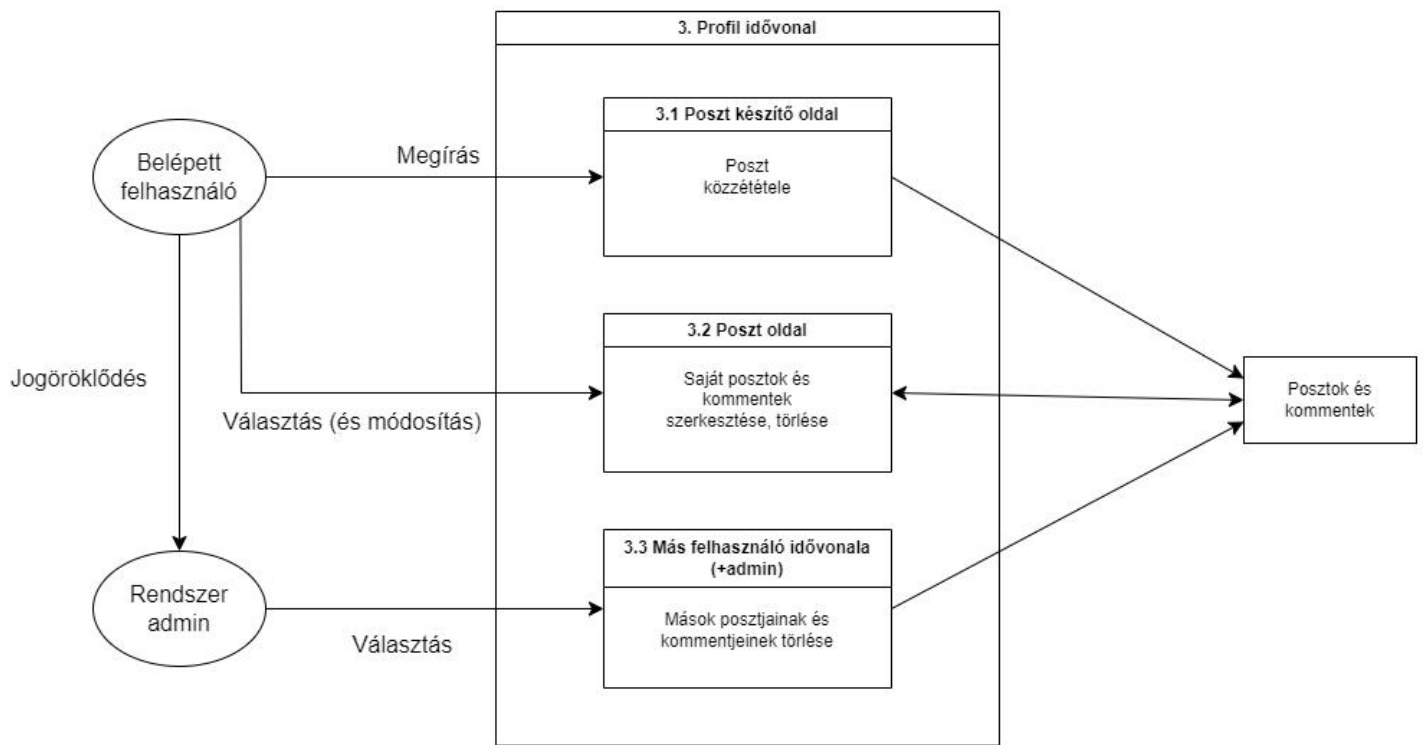 3. Profil idővonal
3.1 Poszt készítő oldal
Poszt
közzététele
Belépett
felhasználó
Megírás
3.2 Poszt oldal
Saját posztok és
kommentek
szerkesztése, törlése
Jogöröklődés
Választás (és módosítás)
Posztok és
kommentek
3.3 Más felhasználó idővonala
(+admin)
Mások posztjainak és
kommentjeinek törlése
Rendszer
admin
Választás